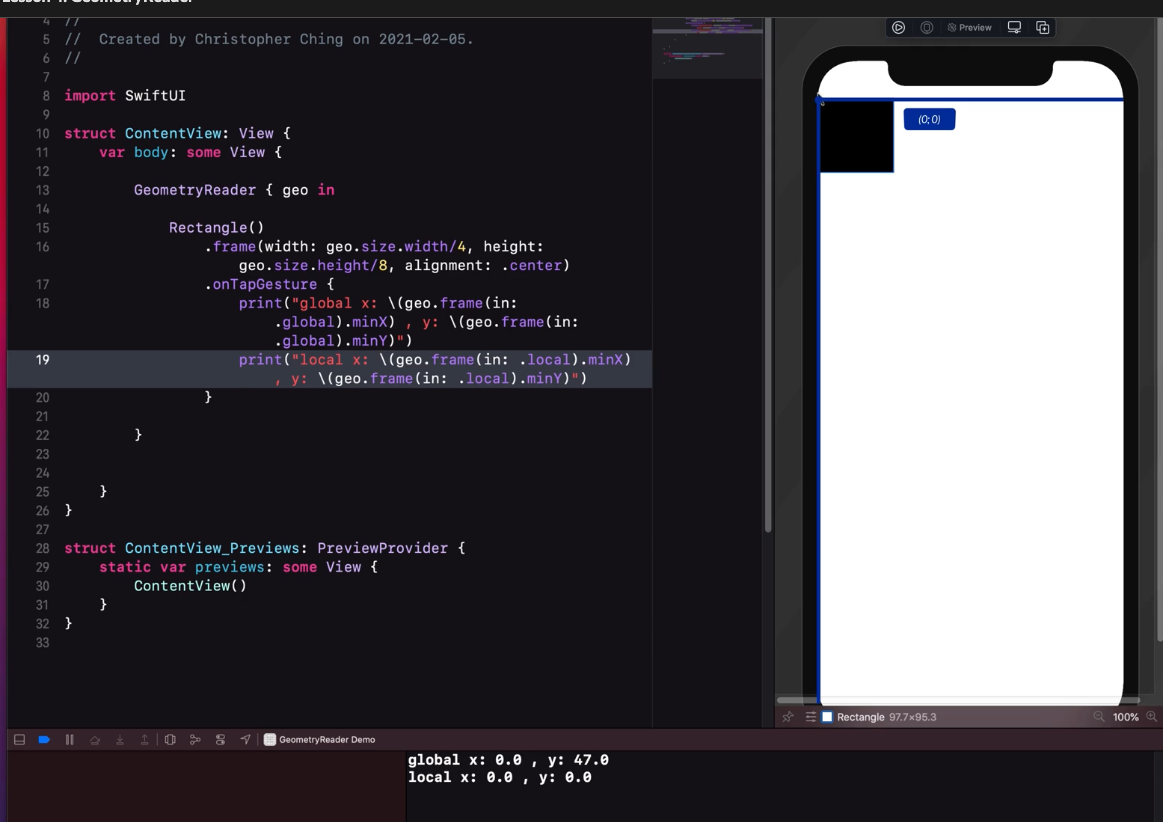 Lesson 4: GeometryReader
4 //
5 // Created by Christopher Ching on 2021-02-05.
6 //
7
8 import SwiftUI
9
10 struct ContentView: View {
11 var body: some View {
12
13 GeometryReader { geo in
14
15 Rectangle()
16 .frame(width: geo.size.width/4, height:
geo.size.height/8, alignment: .center)
17 .onTapGesture {
18 print("global x: \(geo.frame(in:
.global).minX) , y: \(geo.frame(in:
.global).minY)")
19 print("local x: \(geo.frame(in: .local).minX)
, y: \(geo.frame(in: .local).minY)")
20 }
21
22 }
23
24
25 }
26 }
27
28 struct ContentView_Previews: PreviewProvider {
29 static var previews: some View {
30 ContentView()
31 }
32 }
33
Preview
(0; 0)
Rectangle 97.7×95.3
100%
GeometryReader Demo
global x: 0.0 , y: 47.0
local x: 0.0 , y: 0.0